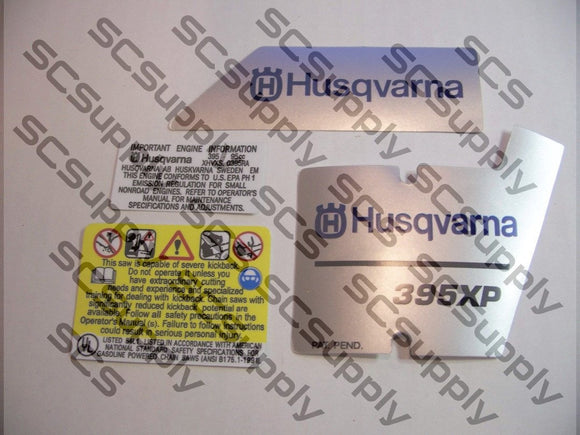 Husqvarna
IMPORTANT ENGINE INFORMATION
Husqvarna 395 95cc
HUSQVARNA AB HUSKVARNA SWEDEN EM
THIS ENGINE CONFORMS TO U.S. EPA PH 1
EMISSION REGULATION FOR SMALL
NONROAD ENGINES. REFER TO OPERATOR'S
MANUAL FOR MAINTENANCE
SPECIFICATIONS AND ADJUSTMENTS.
Husqvarna
395XP
PAT. PEND.
This saw is capable of severe kickback.
Do not operate it unless you
have extraordinary cutting
needs and experience and specialized
training for dealing with kickback. Chain saws with
significantly reduced kickback potential are
available. Follow all safety precautions in the
Operator's Manual (s). Failure to follow instructions
could result in serious personal injury.
LISTED IN ACCORDANCE WITH AMERICAN
NATIONAL STANDARD SAFETY SPECIFICATIONS FOR
GASOLINE POWERED CHAIN SAWS (ANSI B175.1-1991)
UL
SCSupply